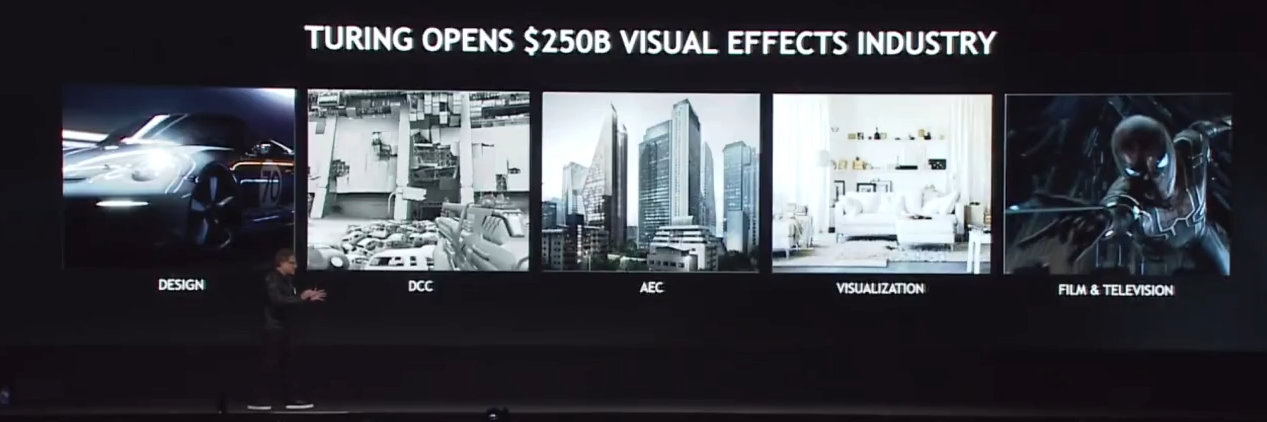 TURING OPENS $250B VISUAL EFFECTS INDUSTRY
DESIGN
DCC
AEC
VISUALIZATION
FILM & TELEVISION